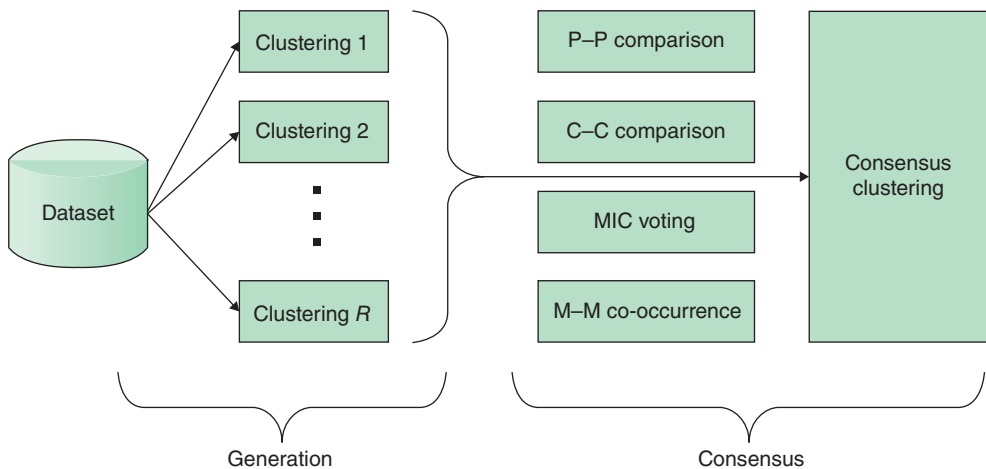 Dataset
Clustering 1
Clustering 2
Clustering R
P–P comparison
C–C comparison
MIC voting
M–M co-occurrence
Consensus
clustering
Generation
Consensus